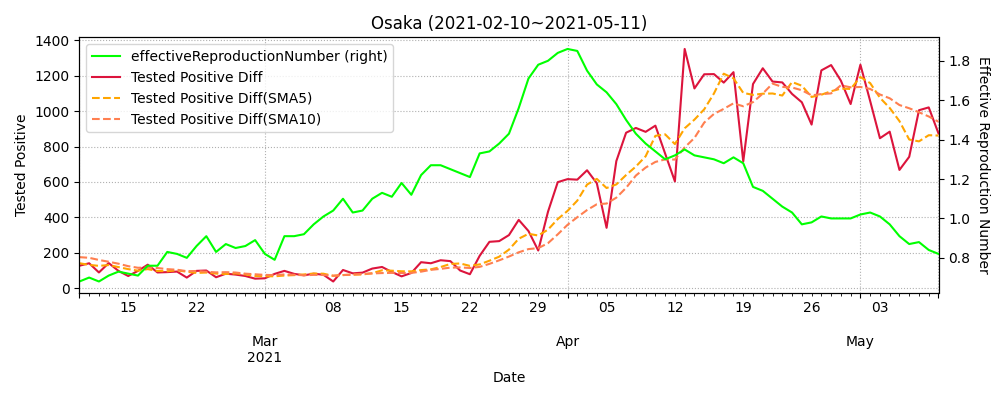 Osaka (2021-02-10~2021-05-11)
effectiveReproductionNumber (right)
Tested Positive Diff
Tested Positive Diff(SMA5)
Tested Positive Diff(SMA10)
Tested Positive
1400
1200
1000
800
600
400
200
0
Effective Reproduction Number
1.8
1.6
1.4
1.2
1.0
0.8
15 22 08 15 22 29 05 12 19 26 03
Mar Apr May
2021
Date